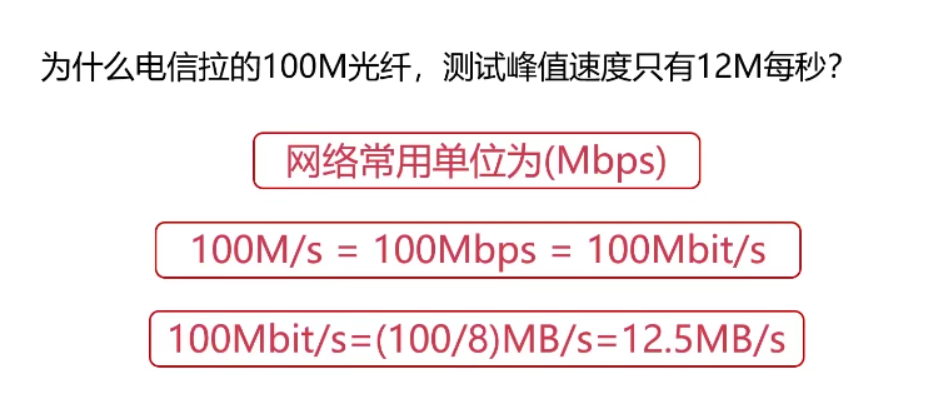 为什么电信拉的100M光纤，测试峰值速度只有12M每秒？
网络常用单位为(Mbps)
100M/s = 100Mbps = 100Mbit/s
100Mbit/s=(100/8)MB/s=12.5MB/s